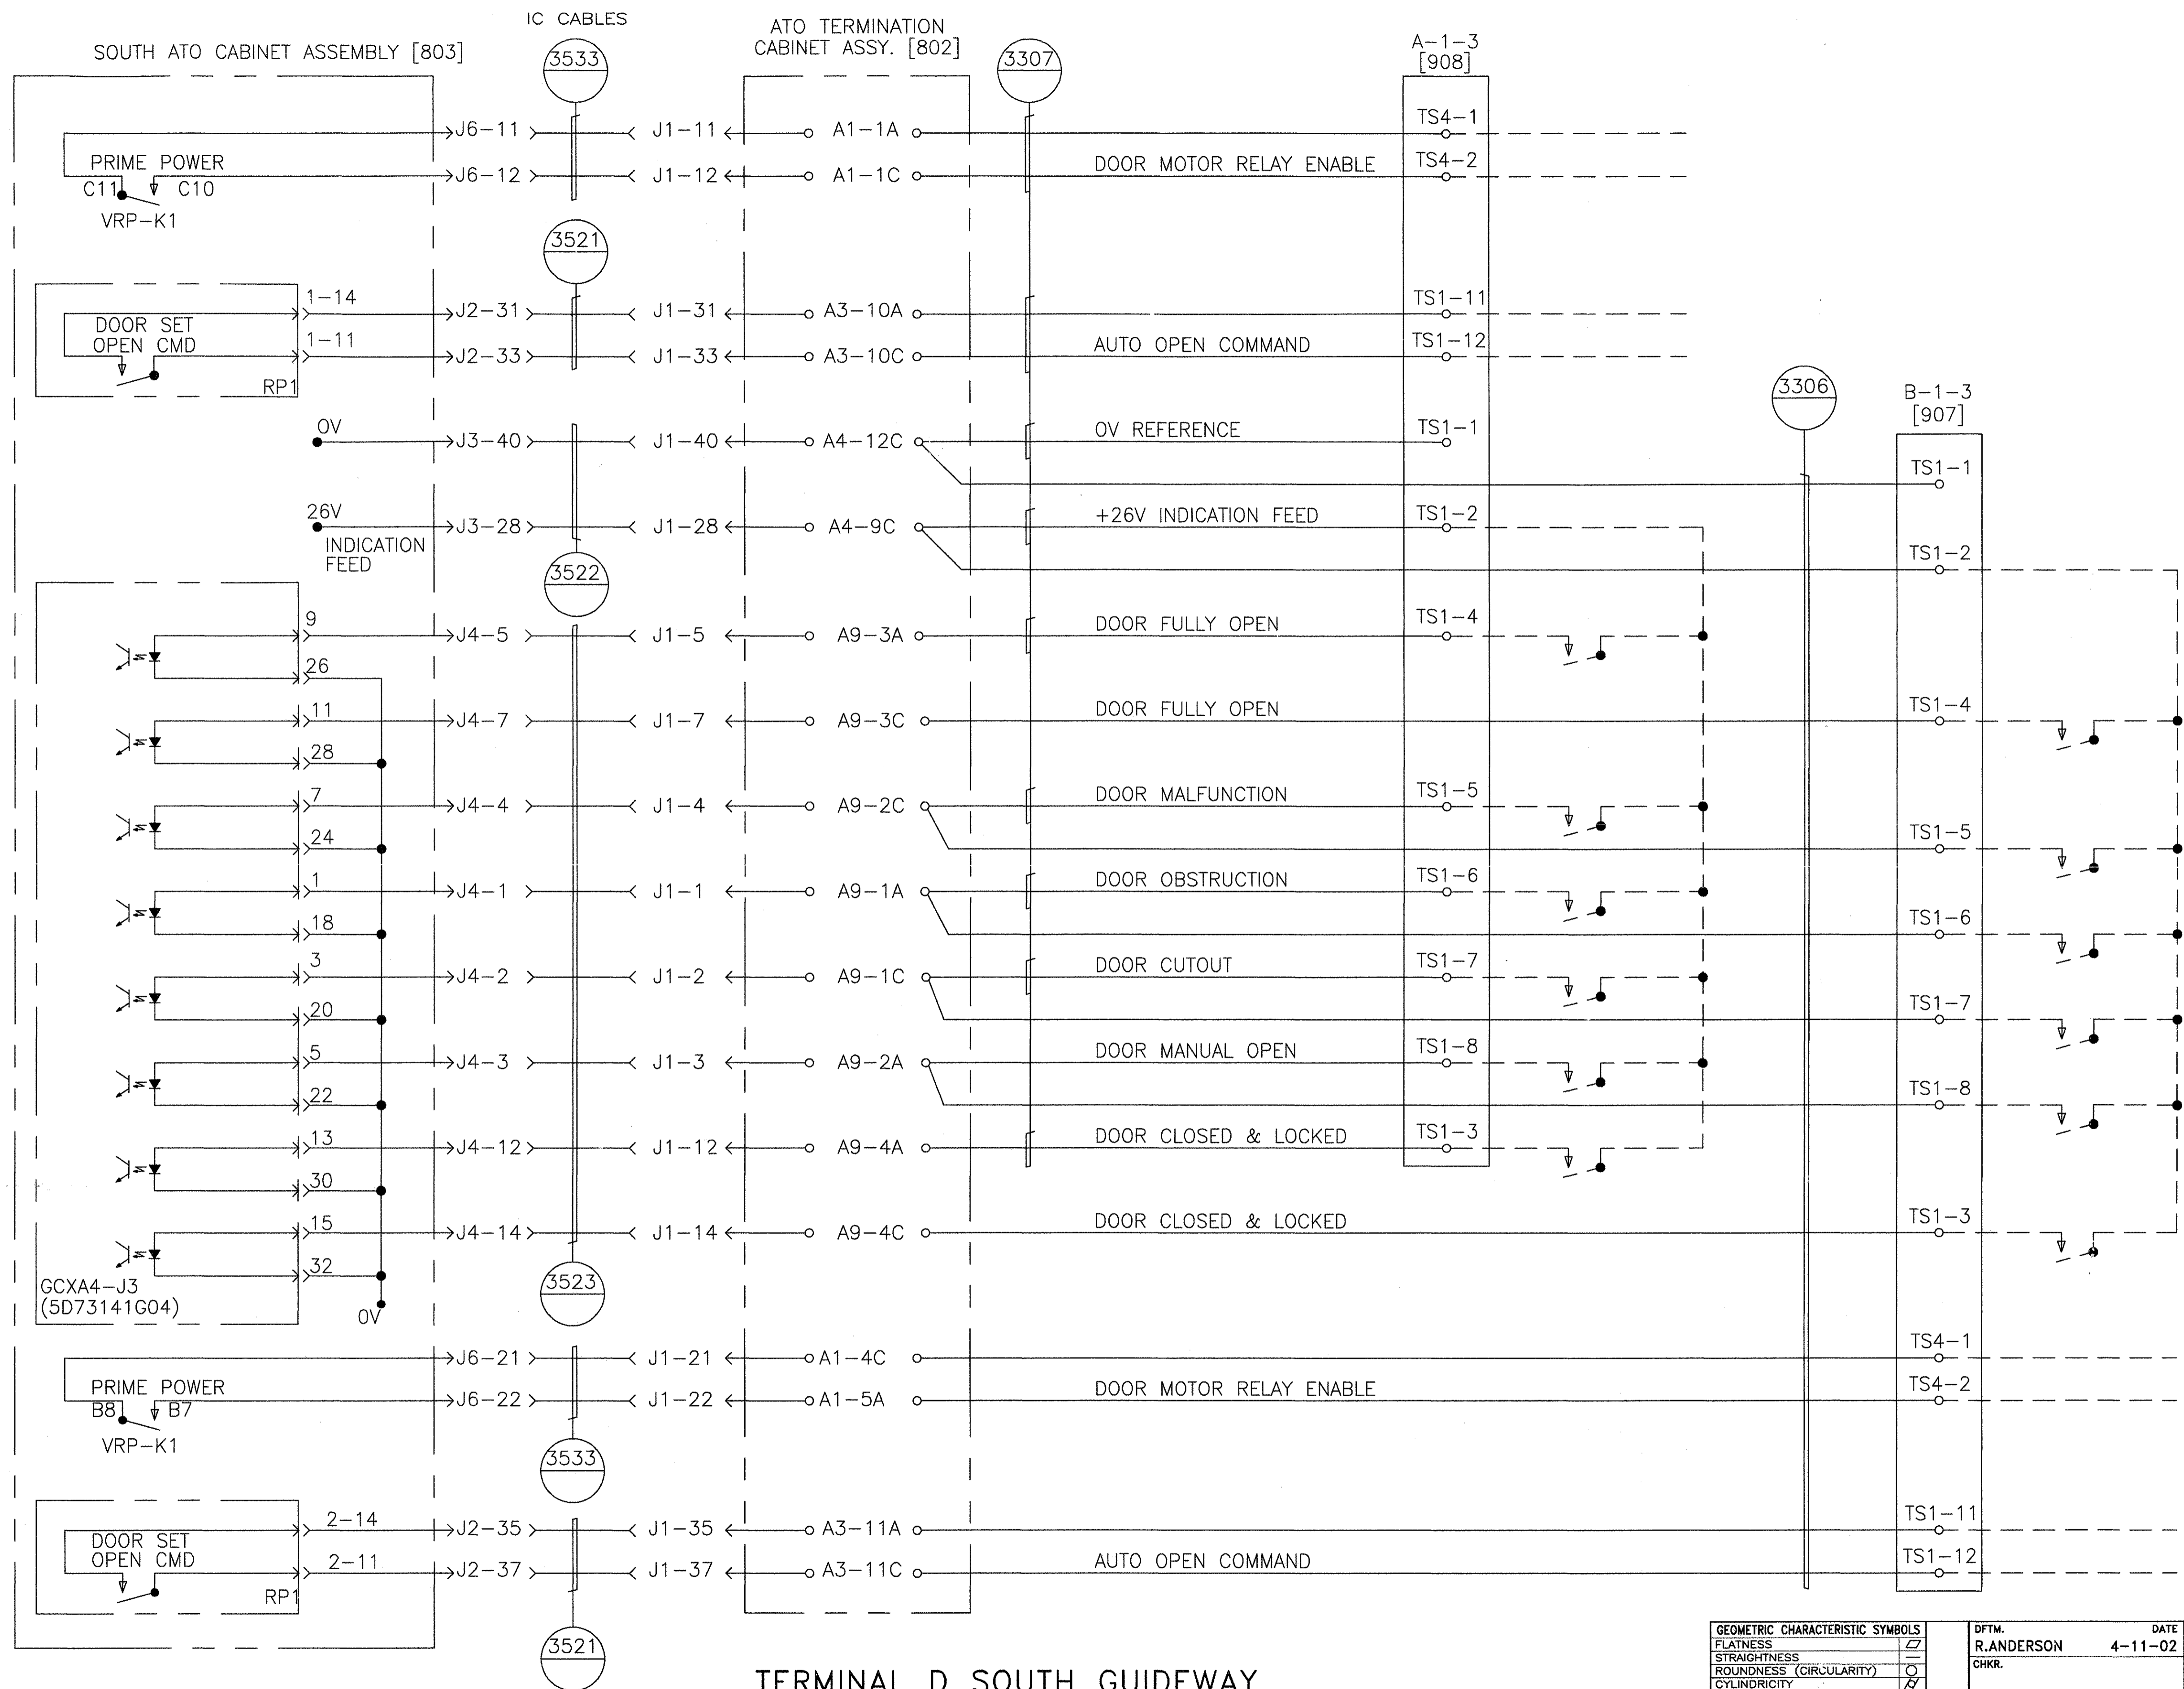 IC CABLES
SOUTH ATO CABINET ASSEMBLY [803]
3533
ATO TERMINATION
CABINET ASSY. [802]
3307
A-1-3
[908]
J6-11
J1-11
A1-1A
TS4-1
PRIME POWER
C11
C10
VRP-K1
J6-12
J1-12
A1-1C
DOOR MOTOR RELAY ENABLE
TS4-2
3521
1-14
J2-31
J1-31
A3-10A
TS1-11
DOOR SET
OPEN CMD
1-11
RP1
J2-33
J1-33
A3-10C
AUTO OPEN COMMAND
TS1-12
3306
B-1-3
[907]
0V
J3-40
J1-40
A4-12C
0V REFERENCE
TS1-1
TS1-1
26V
INDICATION
FEED
J3-28
J1-28
A4-9C
+26V INDICATION FEED
TS1-2
TS1-2
3522
9
J4-5
J1-5
A9-3A
DOOR FULLY OPEN
TS1-4
26
11
J4-7
J1-7
A9-3C
DOOR FULLY OPEN
TS1-4
28
7
J4-4
J1-4
A9-2C
DOOR MALFUNCTION
TS1-5
24
TS1-5
1
J4-1
J1-1
A9-1A
DOOR OBSTRUCTION
TS1-6
18
TS1-6
3
J4-2
J1-2
A9-1C
DOOR CUTOUT
TS1-7
20
TS1-7
5
J4-3
J1-3
A9-2A
DOOR MANUAL OPEN
TS1-8
22
TS1-8
13
J4-12
J1-12
A9-4A
DOOR CLOSED & LOCKED
TS1-3
30
15
J4-14
J1-14
A9-4C
DOOR CLOSED & LOCKED
TS1-3
32
GCXA4-J3
(5D73141G04)
0V
3523
J6-21
J1-21
A1-4C
TS4-1
PRIME POWER
B8
B7
VRP-K1
J6-22
J1-22
A1-5A
DOOR MOTOR RELAY ENABLE
TS4-2
3533
2-14
J2-35
J1-35
A3-11A
TS1-11
DOOR SET
OPEN CMD
2-11
RP1
J2-37
J1-37
A3-11C
AUTO OPEN COMMAND
TS1-12
3521
TERMINAL D SOUTH GUIDEWAY
GEOMETRIC CHARACTERISTIC SYMBOLS
FLATNESS
STRAIGHTNESS
ROUNDNESS (CIRCULARITY)
CYLINDRICITY
DFTM. DATE
R.ANDERSON 4-11-02
CHKR.